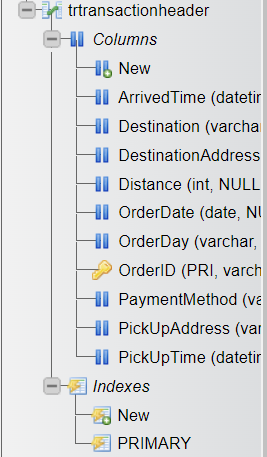 trtransactionheader
Columns
New
ArrivedTime (datetin
Destination (varcha
DestinationAddress
Distance (int, NULL
OrderDate (date, NU
OrderDay (varchar,
OrderID (PRI, varch
PaymentMethod (va
PickUpAddress (var
PickUpTime (datetin
Indexes
New
PRIMARY